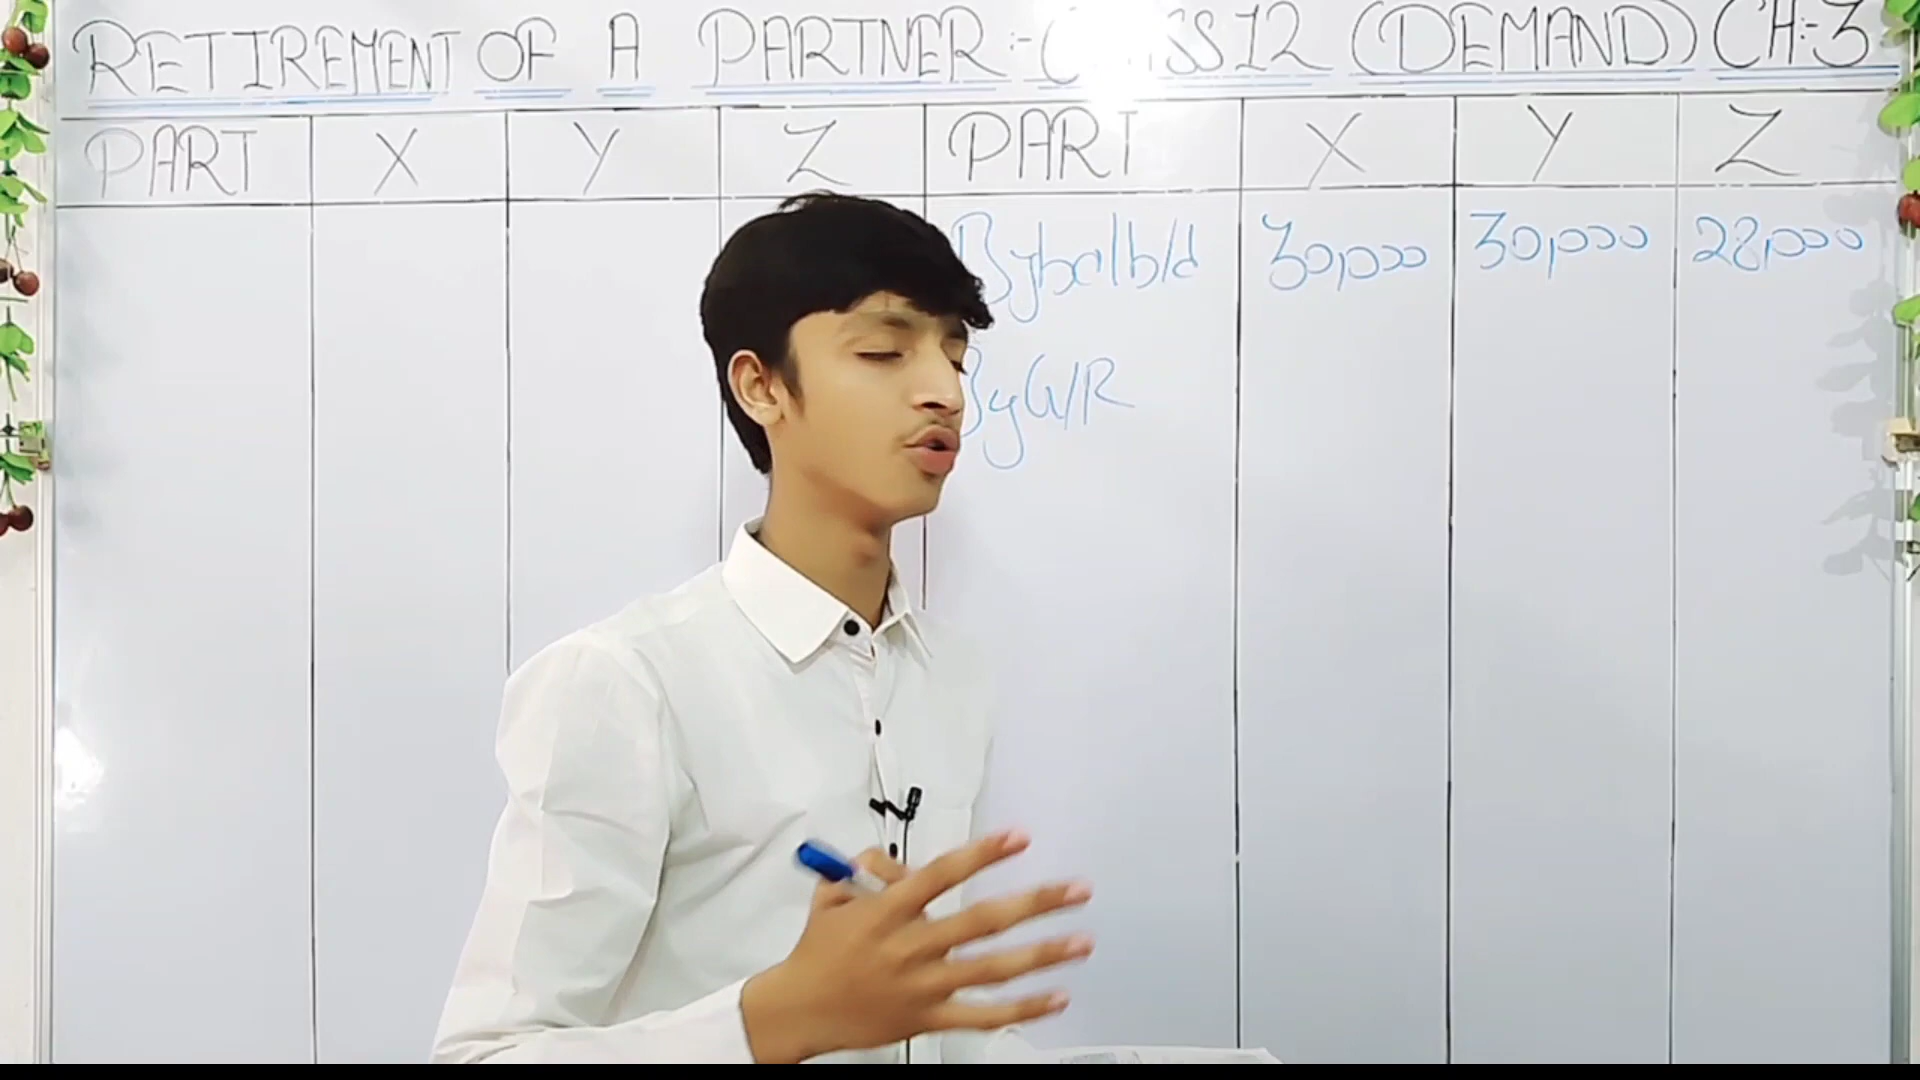 RETIREMENT OF A PARTNER:- CLASS 12 (DEMAND) CH:-3
PART X Y Z PART X Y Z
By bal b/d 30,000 30,000 28,000
By G/R